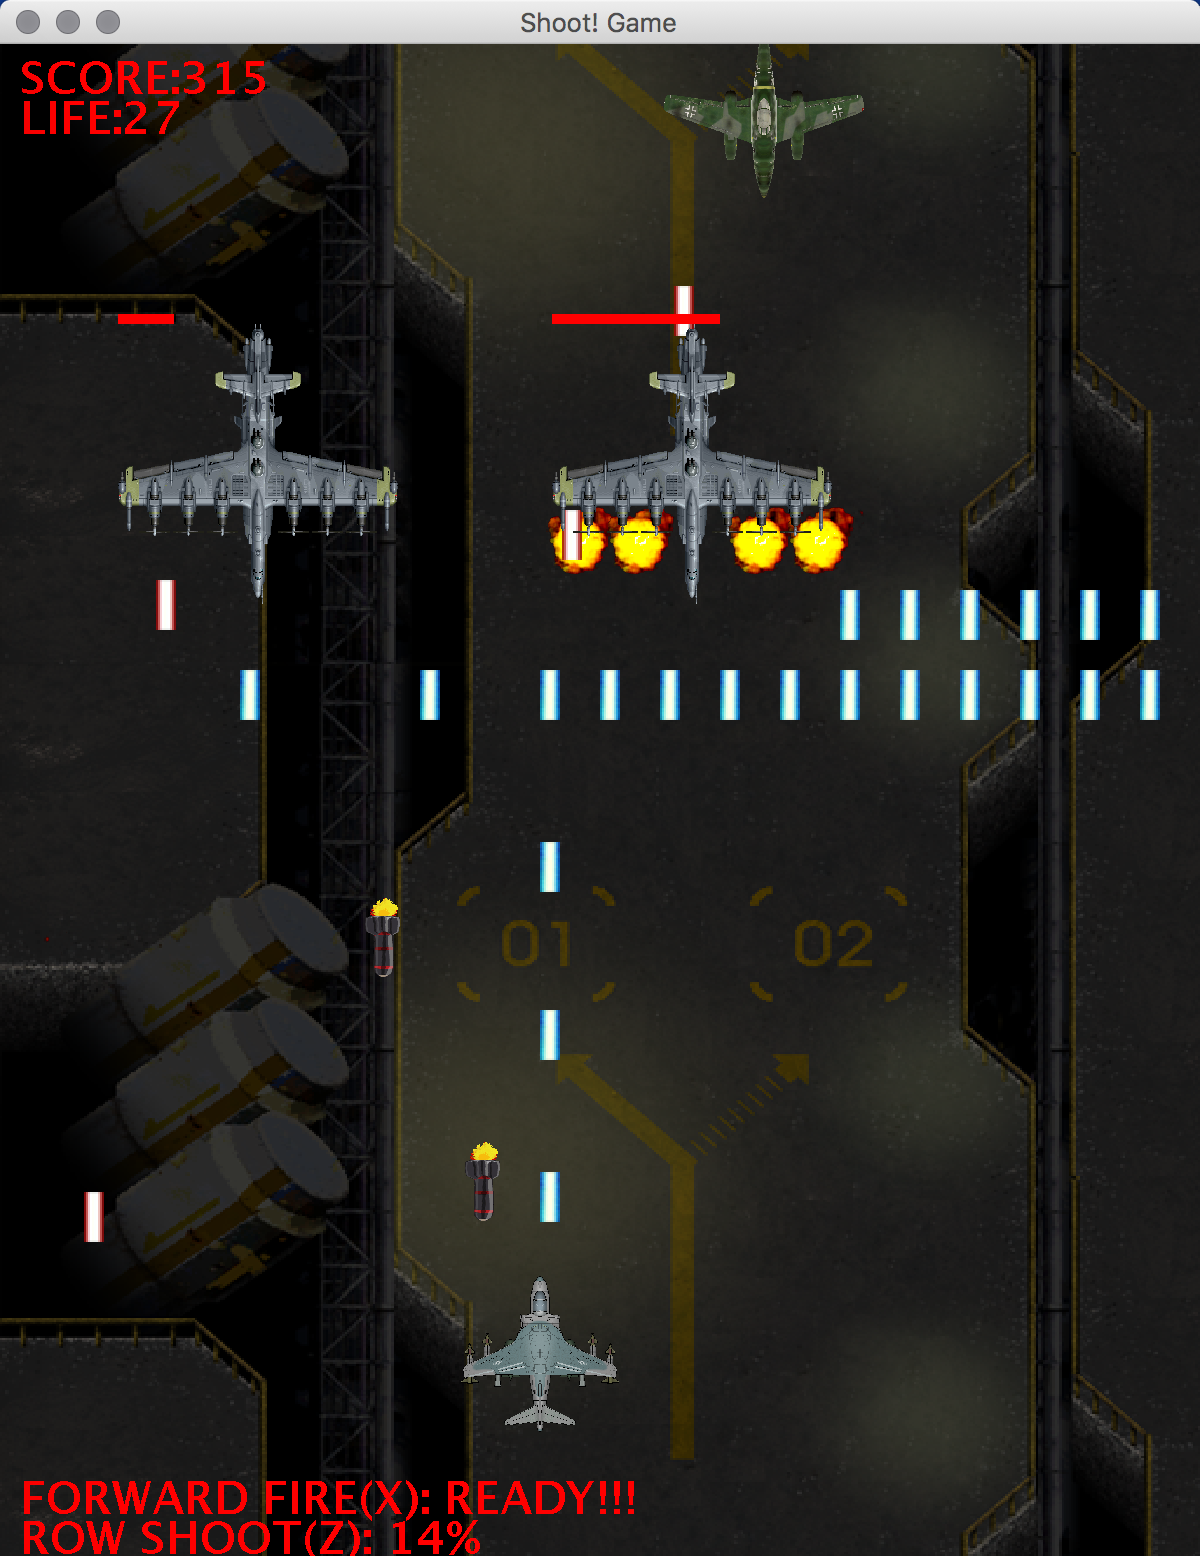 Shoot! Game
SCORE:315
LIFE:27
01 02
FORWARD FIRE(X): READY!!!
ROW SHOOT(Z): 14%